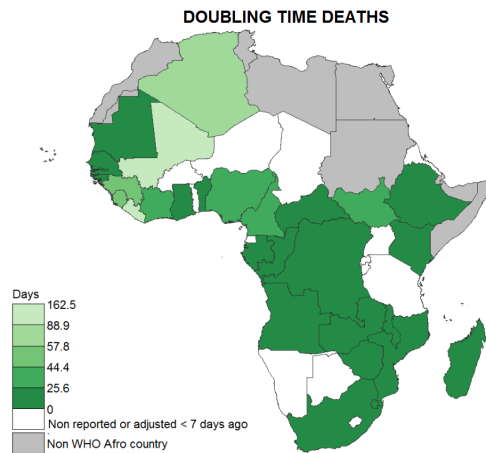 DOUBLING TIME DEATHS
Days
162.5
88.9
57.8
44.4
25.6
0
Non reported or adjusted < 7 days ago
Non WHO Afro country